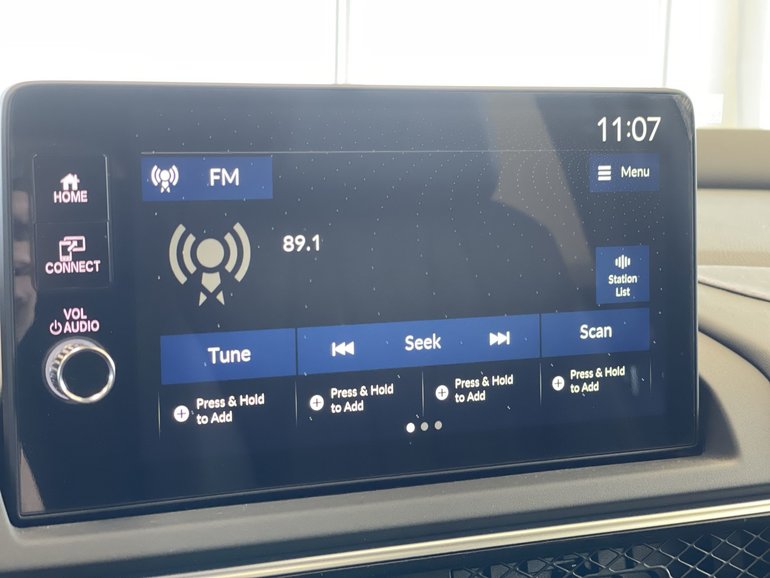 11:07
FM
Menu
HOME
CONNECT
VOL
AUDIO
89.1
Station
List
Tune
Seek
Scan
Press & Hold
to Add
Press & Hold
to Add
Press & Hold
to Add
Press & Hold
to Add